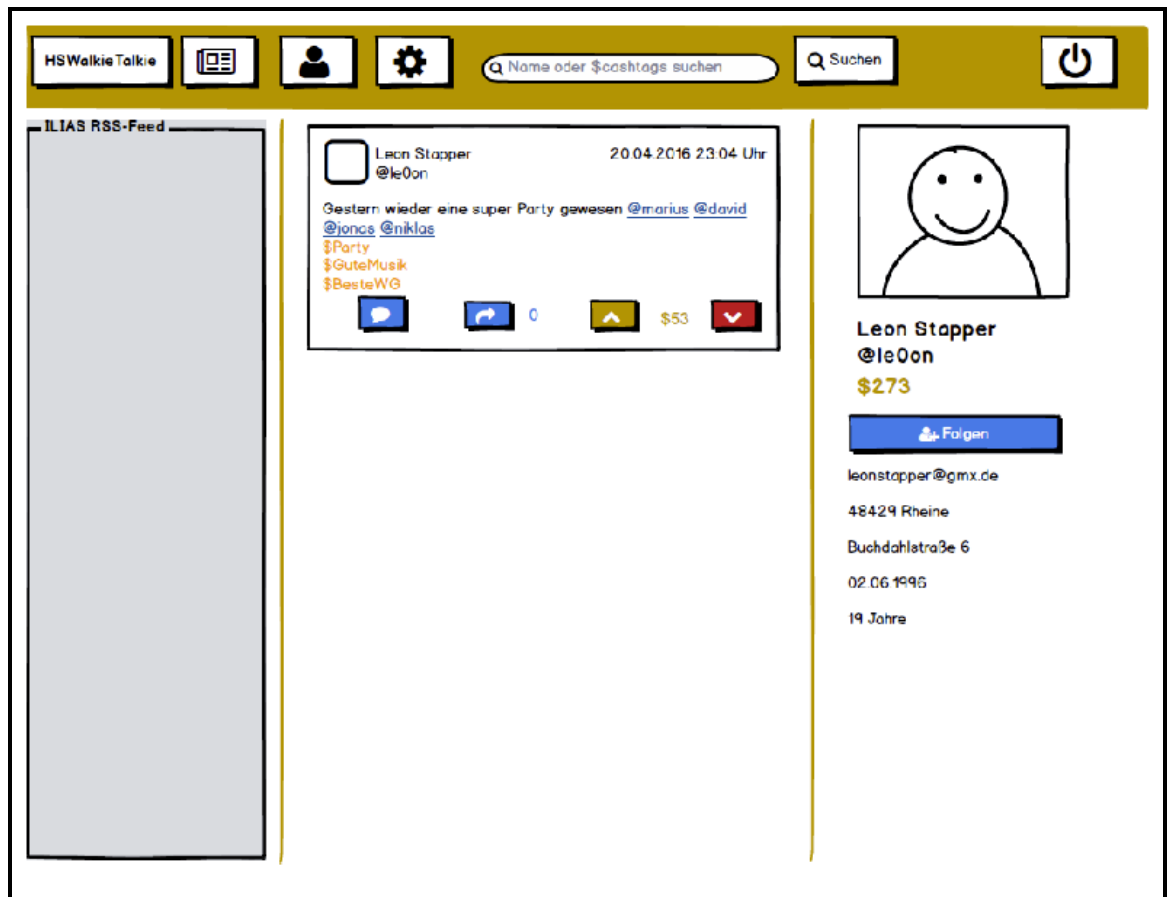 HSWalkieTalkie
Name oder $cashtags suchen
Suchen
ILIAS RSS-Feed
Leon Stapper
20.04.2016 23:04 Uhr
@le0on
Gestern wieder eine super Party gewesen @marius @david
@jonas @niklas
$Party
$GuteMusik
$BesteWG
0
$53
Leon Stapper
@le0on
$273
Folgen
leonstapper@gmx.de
48429 Rheine
Buchdahlstraße 6
02.06.1996
19 Jahre